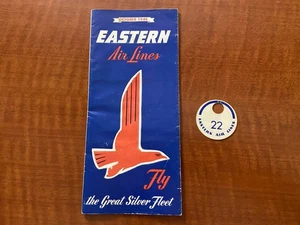 EASTERN
Air Lines
Fly
the Great Silver Fleet
22
EASTERN AIR LINES